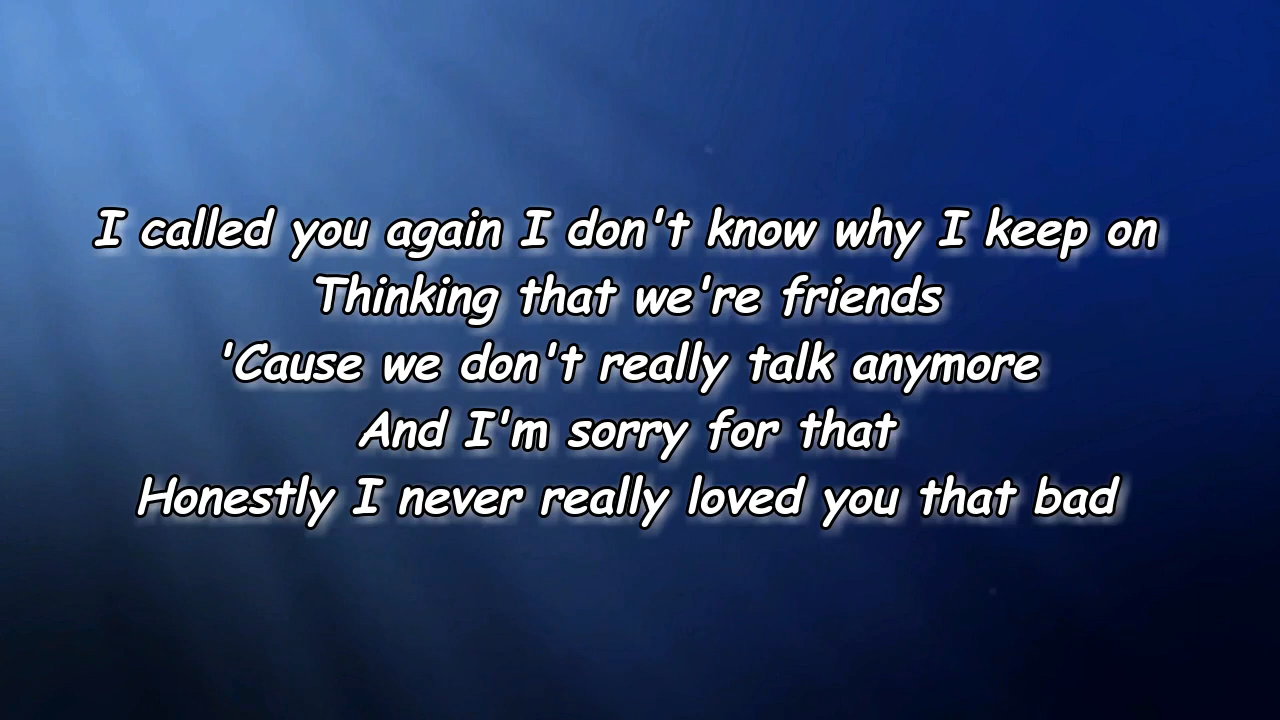 I called you again I don't know why I keep on
Thinking that we're friends
'Cause we don't really talk anymore
And I'm sorry for that
Honestly I never really loved you that bad